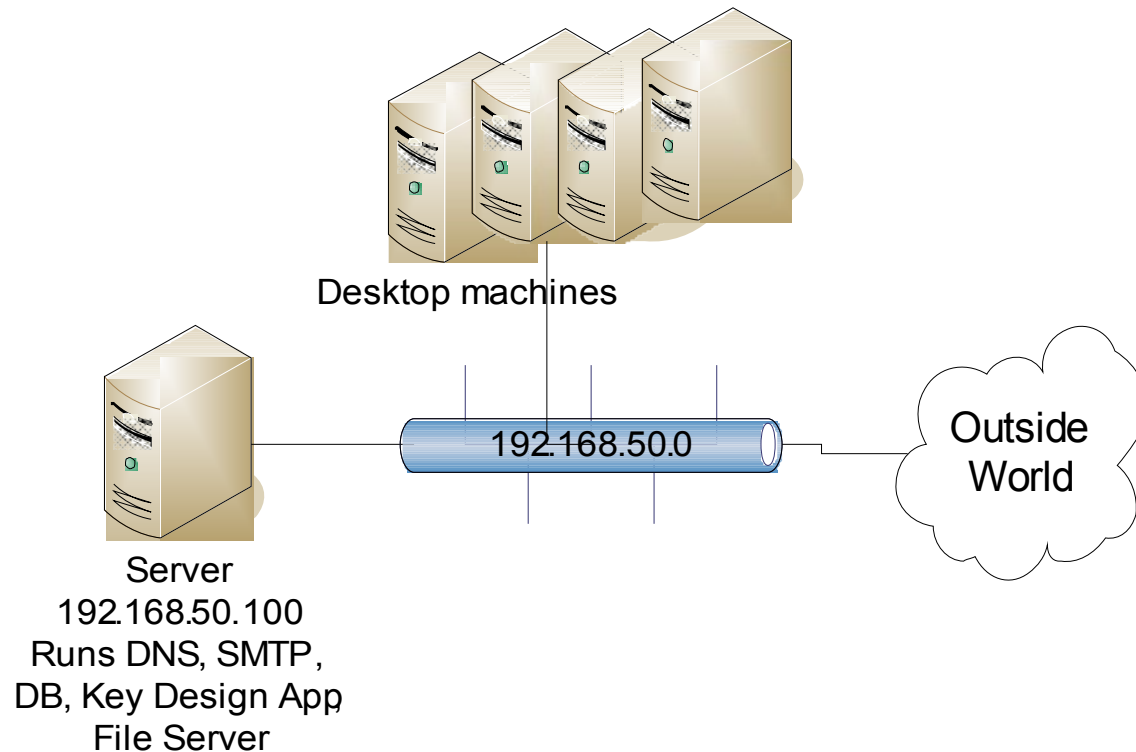 Desktop machines
192.168.50.0
Outside
World
Server
192.168.50.100
Runs DNS, SMTP,
DB, Key Design App,
File Server